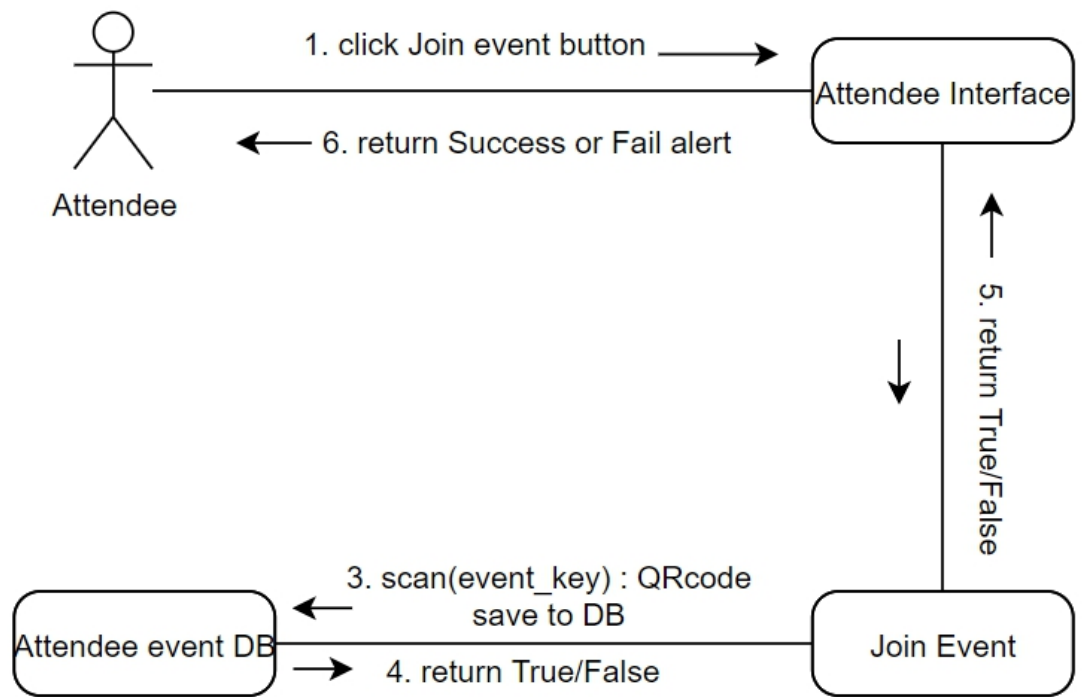 1. click Join event button
Attendee Interface
6. return Success or Fail alert
Attendee
5. return True/False
3. scan(event_key) : QRcode
save to DB
Attendee event DB
Join Event
4. return True/False